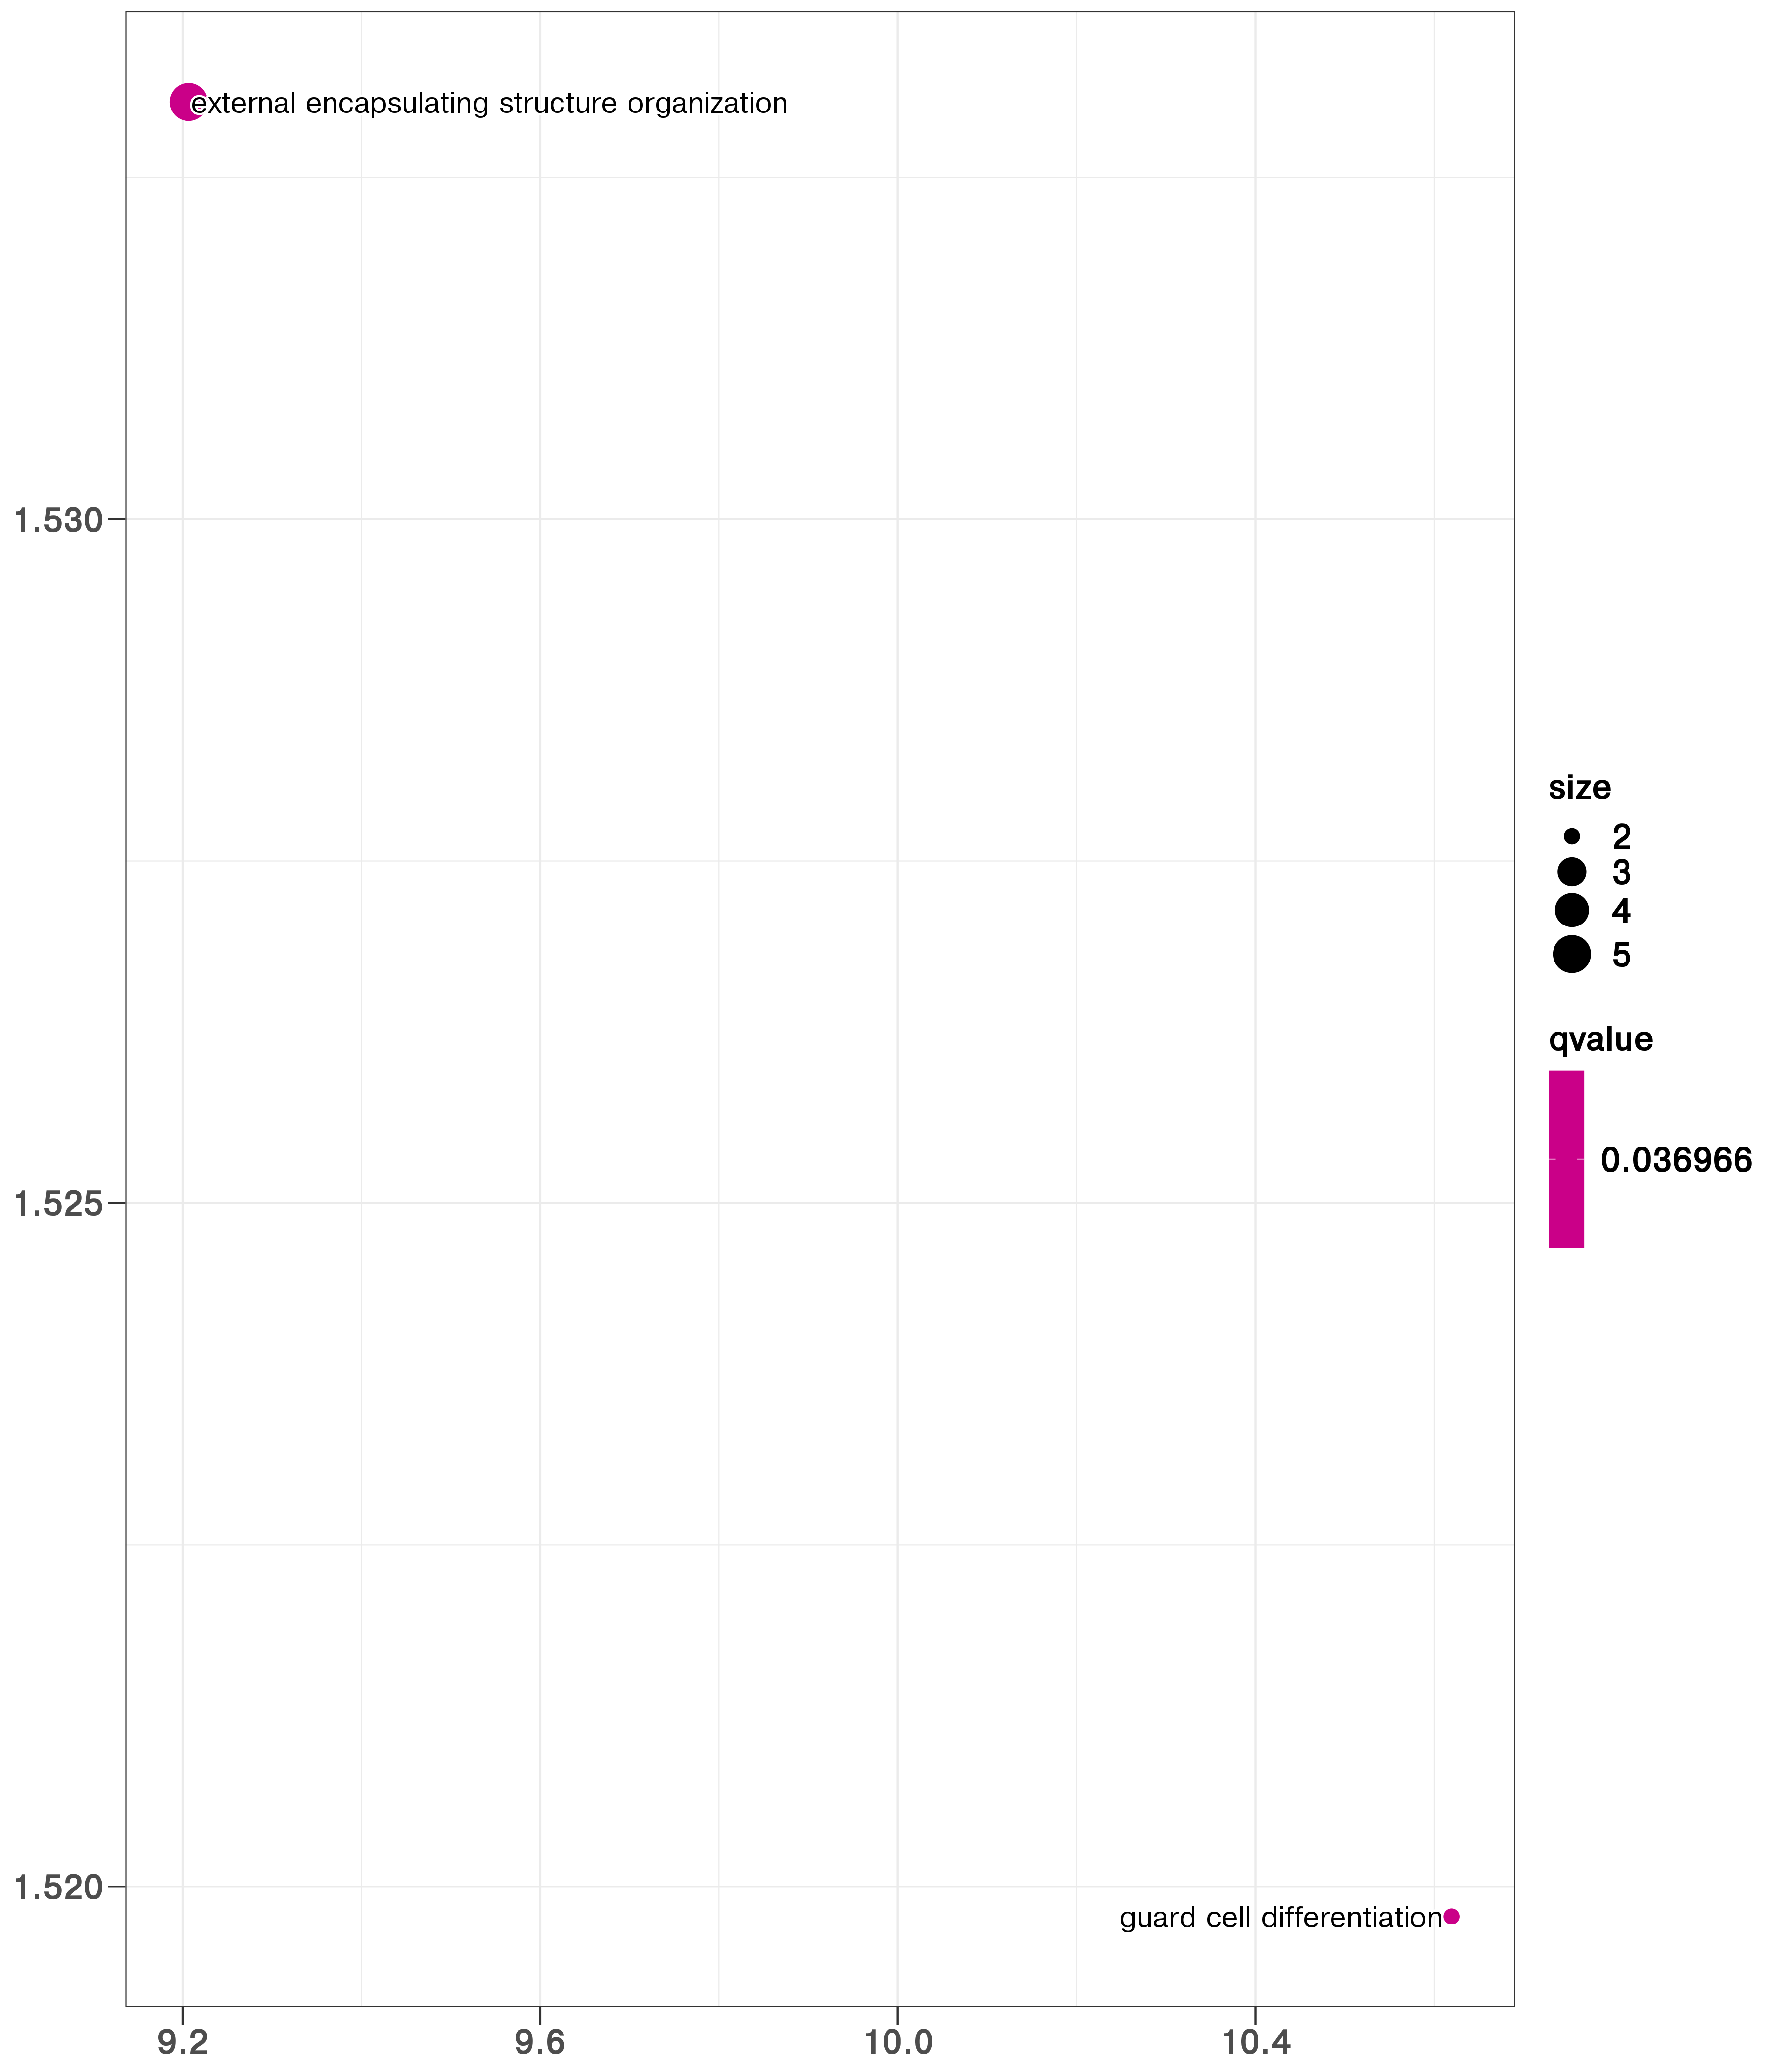 external encapsulating structure organization
1.530
size
2
3
4
5
qvalue
0.036966
1.525
1.520
guard cell differentiation
9.2 9.6 10.0 10.4